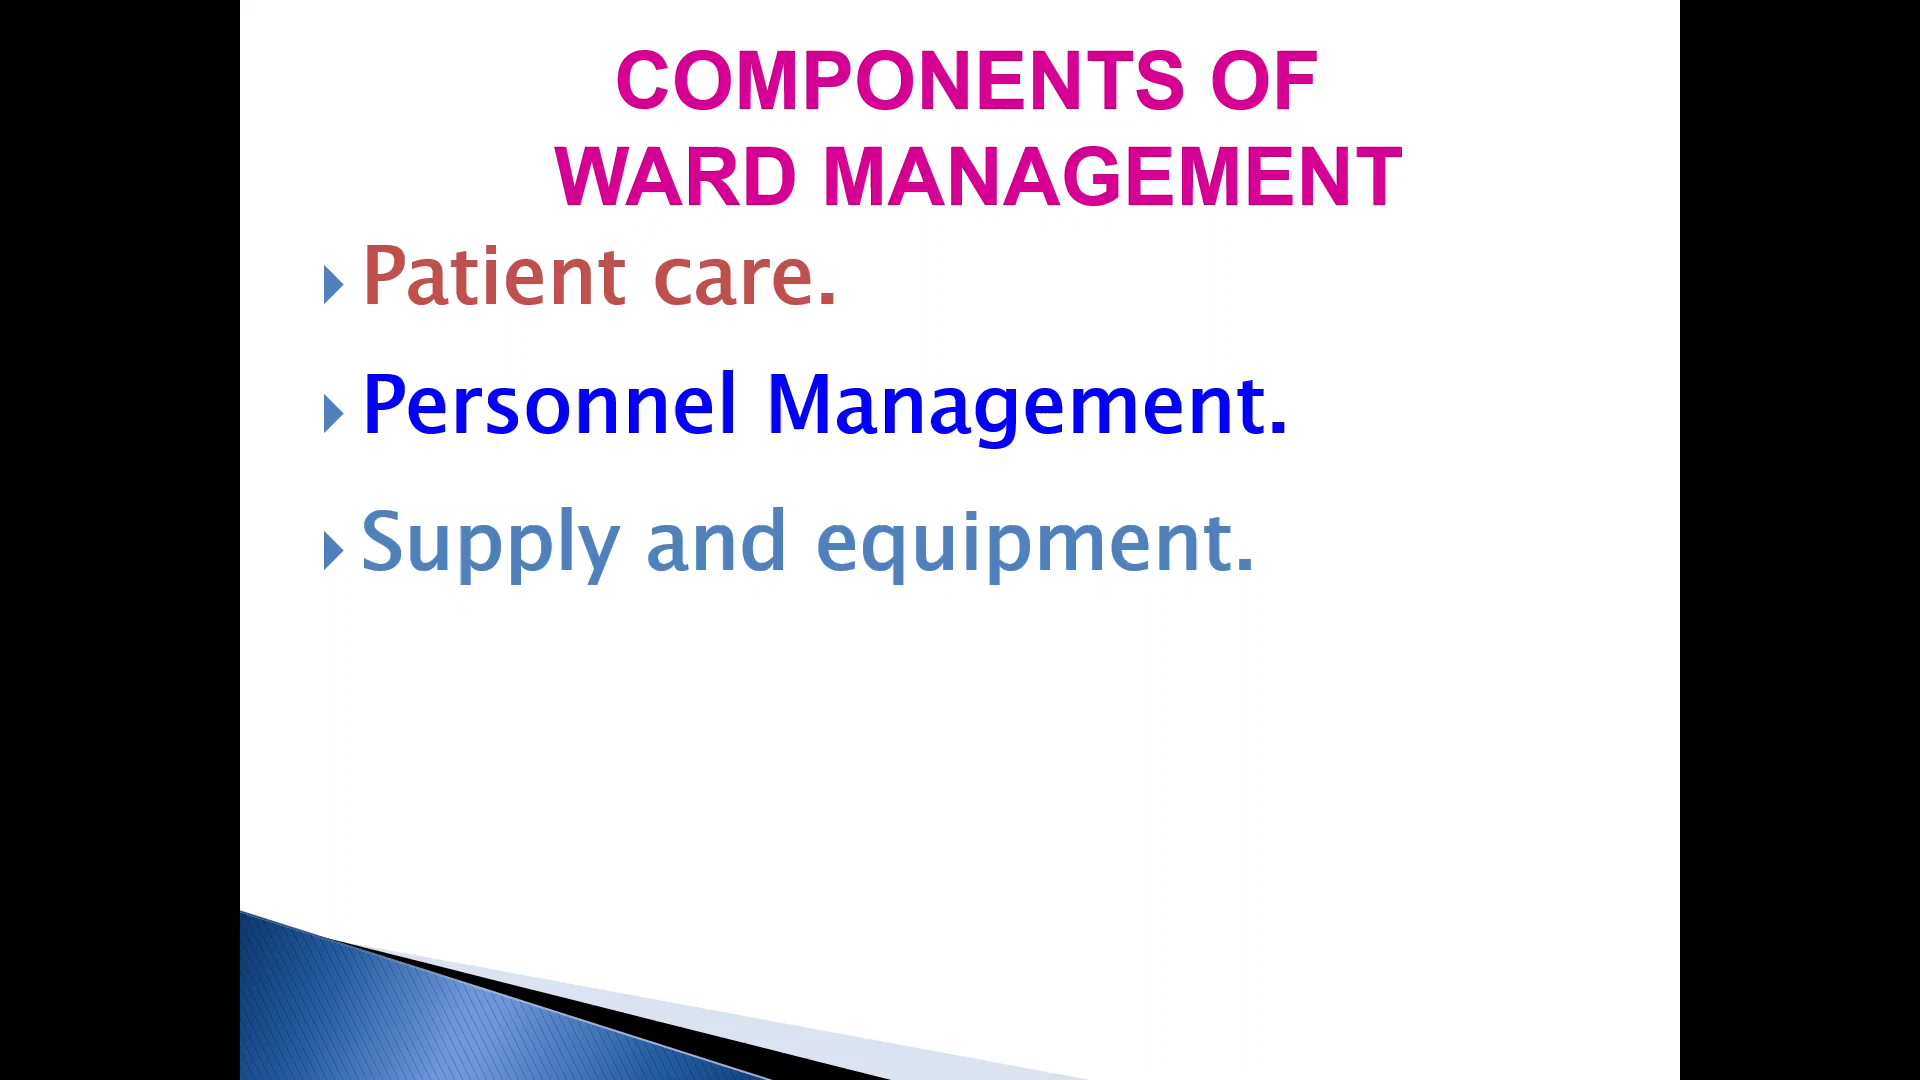 COMPONENTS OF
WARD MANAGEMENT
Patient care.
Personnel Management.
Supply and equipment.